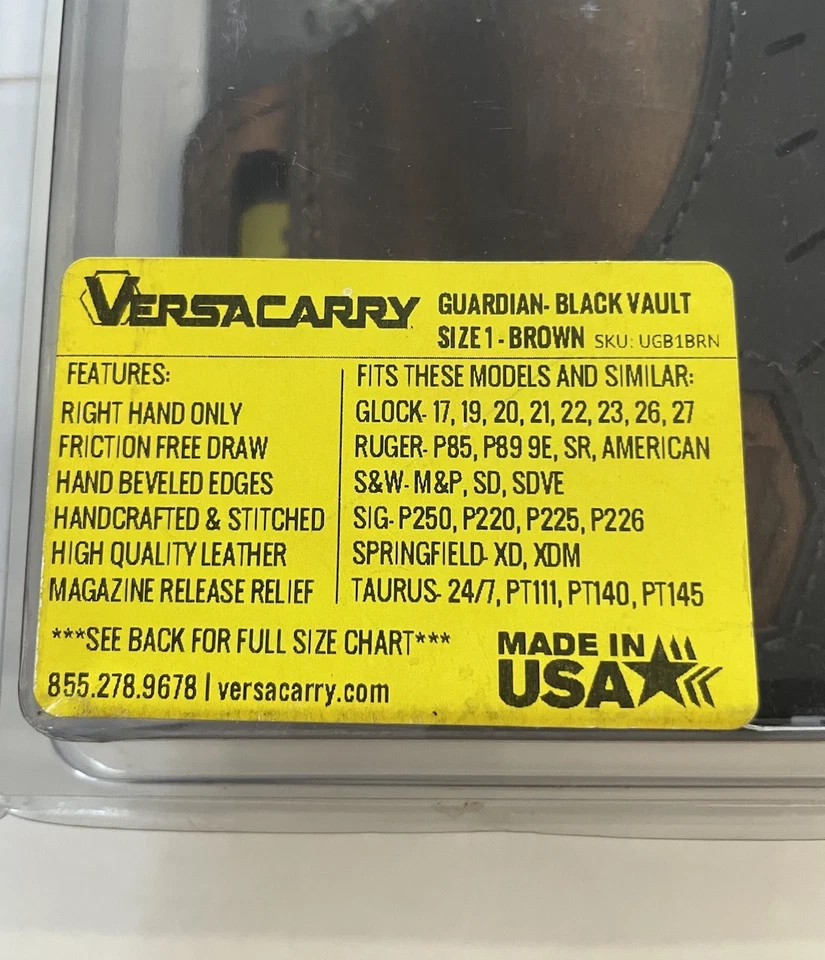 VERSACARRY
GUARDIAN- BLACK VAULT
SIZE 1 - BROWN SKU: UGB1BRN
FEATURES:
RIGHT HAND ONLY
FRICTION FREE DRAW
HAND BEVELED EDGES
HANDCRAFTED & STITCHED
HIGH QUALITY LEATHER
MAGAZINE RELEASE RELIEF
FITS THESE MODELS AND SIMILAR:
GLOCK- 17, 19, 20, 21, 22, 23, 26, 27
RUGER- P85, P89 9E, SR, AMERICAN
S&W- M&P, SD, SDVE
SIG- P250, P220, P225, P226
SPRINGFIELD- XD, XDM
TAURUS- 24/7, PT111, PT140, PT145
***SEE BACK FOR FULL SIZE CHART***
855.278.9678 | versacarry.com
MADE IN
USA